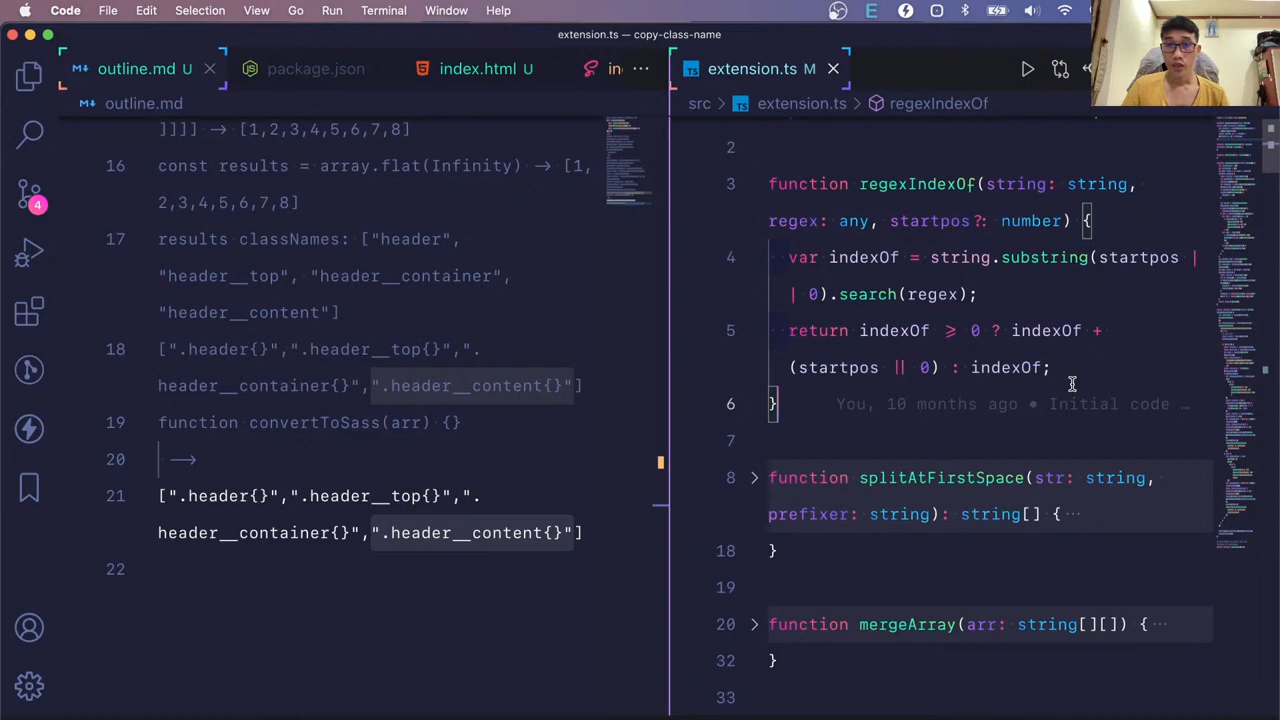 Code File Edit Selection View Go Run Terminal Window Help
extension.ts — copy-class-name
outline.md U package.json index.html U
outline.md
]]]] -> [1,2,3,4,5,6,7,8]
16 const results = array.flat(Infinity) -> [1,
2,3,4,5,6,7,8]
17 results classNames: ["header",
"header__top", "header__container",
"header__content"]
18 [".header{}",".header__top{}",".
header__container{}",".header__content{}"]
19 function convertToSass(arr) {}
20 -->
21 [".header{}",".header__top{}",".
header__container{}",".header__content{}"]
22
4
extension.ts M
src extension.ts regexIndexOf
2
3 function regexIndexOf(string: string,
regex: any, startpos?: number) {
4 var indexOf = string.substring(startpos |
| 0).search(regex);
5 return indexOf >= 0 ? indexOf +
(startpos || 0) : indexOf;
6 } You, 10 months ago • Initial code …
7
8 function splitAtFirstSpace(str: string,
prefixer: string): string[] { ···
18 }
19
20 function mergeArray(arr: string[][]) { ···
32 }
33